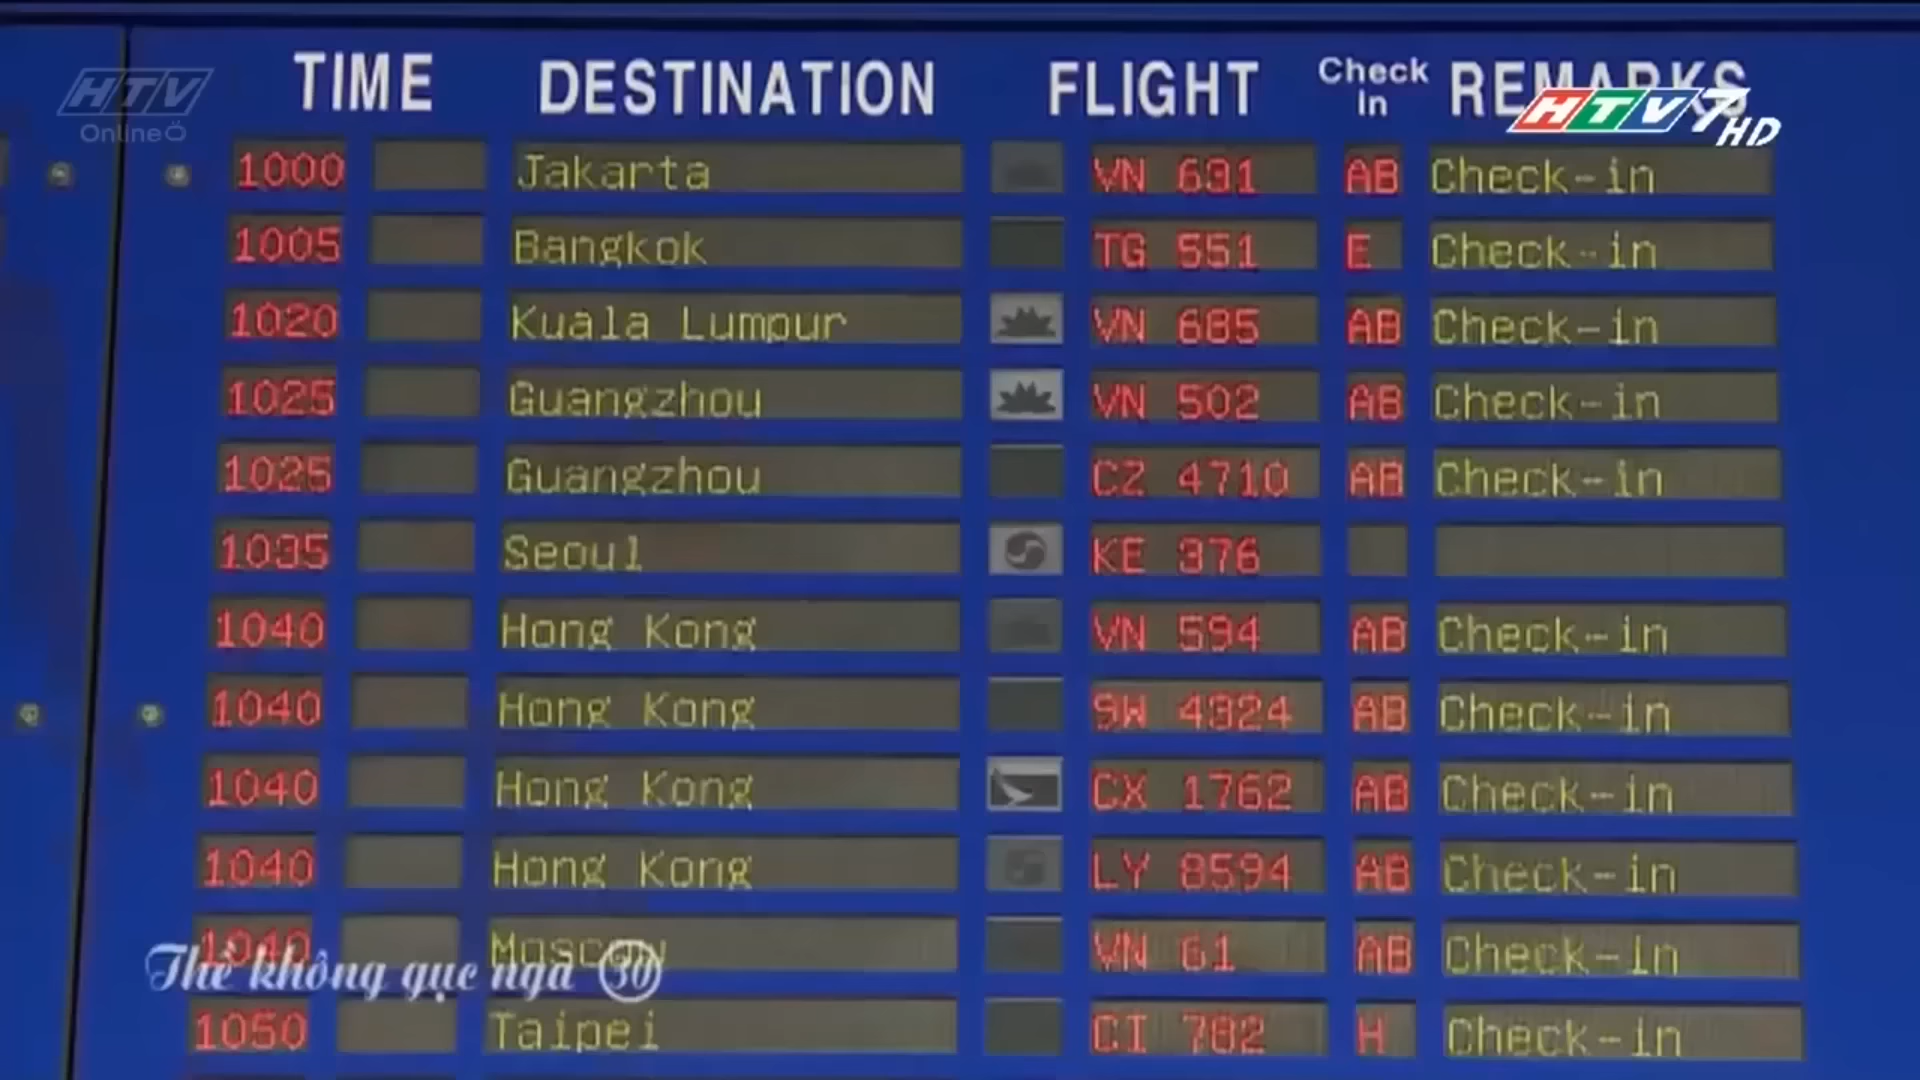 HTV
Online
HTV7 HD
TIME DESTINATION FLIGHT Check In REMARKS
1000 Jakarta VN 631 AB Check-in
1005 Bangkok TG 551 E Check-in
1020 Kuala Lumpur VN 685 AB Check-in
1025 Guangzhou VN 502 AB Check-in
1025 Guangzhou CZ 4710 AB Check-in
1035 Seoul KE 376
1040 Hong Kong VN 594 AB Check-in
1040 Hong Kong 9W 4324 AB Check-in
1040 Hong Kong CX 1762 AB Check-in
1040 Hong Kong LY 8594 AB Check-in
1040 Moscow VN 61 AB Check-in
Thề không gục ngã 30
1050 Taipei CI 782 H Check-in